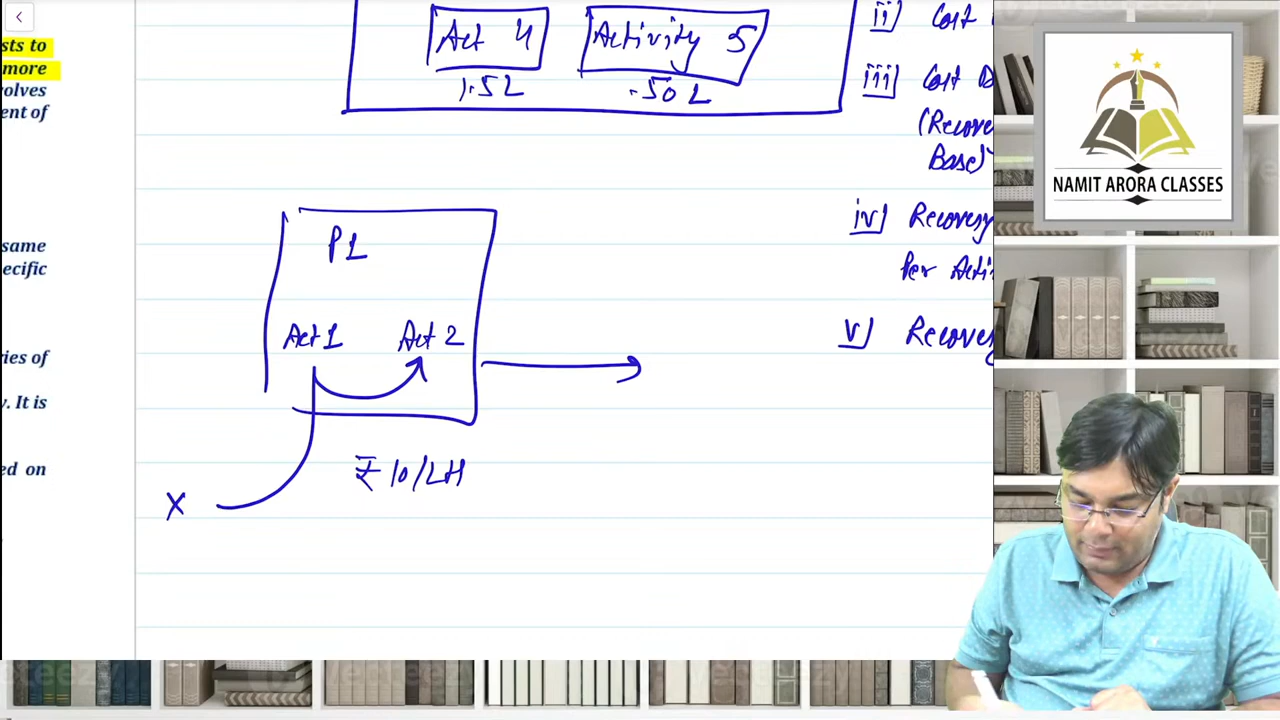 sts to
more
olves
ent of
same
ecific
ries of
. It is
ed on
Act 4
Activity 5
1.5L
.50L
ii) Cost
iii) Cost D
(Recove
Base)
iv) Recovery
Per Acti
v) Recovery
P1
Act 1
Act 2
₹10/LH
X
NAMIT ARORA CLASSES